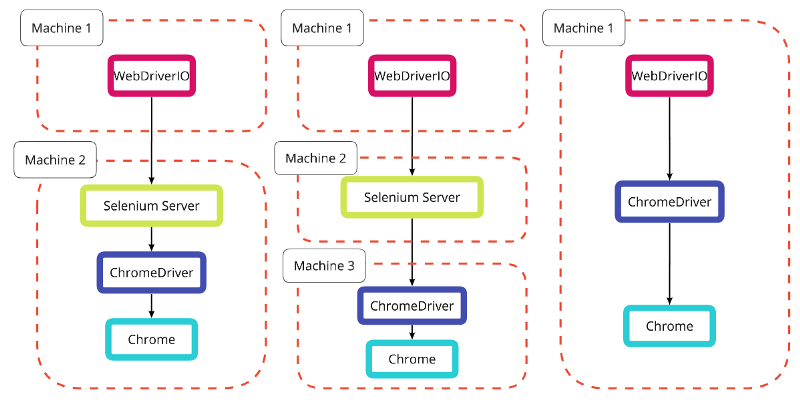 Machine 1
WebDriverIO
Machine 2
Selenium Server
ChromeDriver
Chrome
Machine 1
WebDriverIO
Machine 2
Selenium Server
Machine 3
ChromeDriver
Chrome
Machine 1
WebDriverIO
ChromeDriver
Chrome